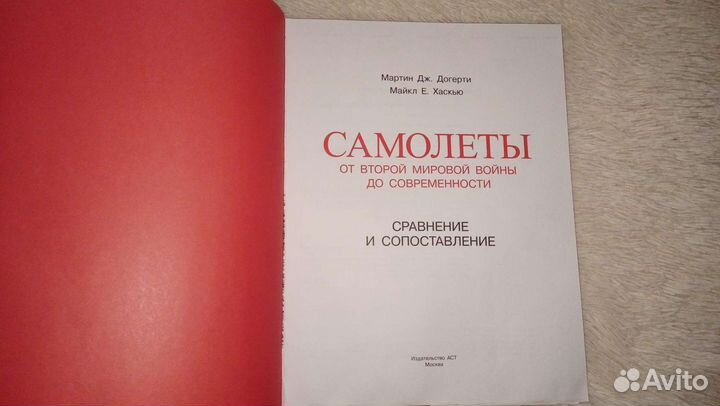 Мартин Дж. Догерти
Майкл Е. Хаскью
САМОЛЕТЫ
ОТ ВТОРОЙ МИРОВОЙ ВОЙНЫ
ДО СОВРЕМЕННОСТИ
СРАВНЕНИЕ
И СОПОСТАВЛЕНИЕ
Издательство АСТ
Москва
Avito